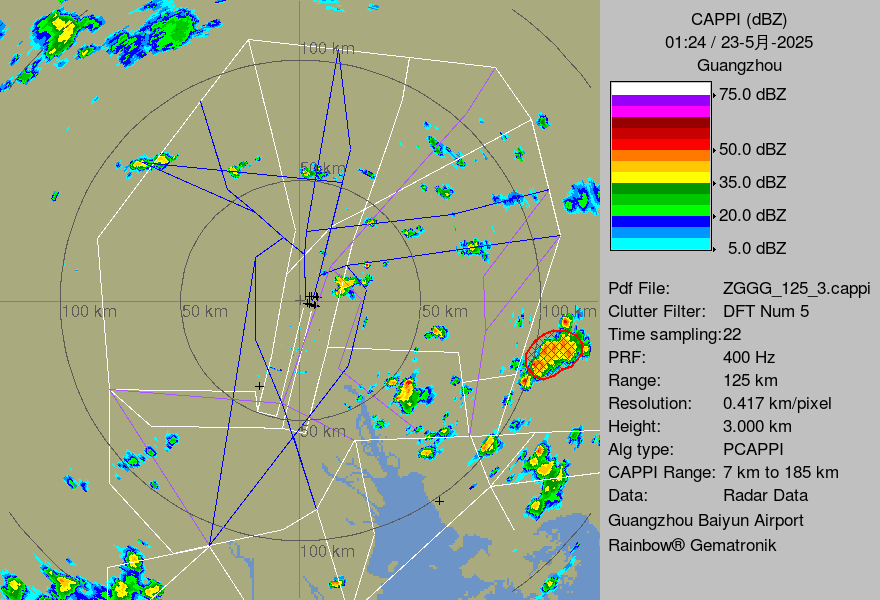 CAPPI (dBZ)
01:24 / 23-5月-2025
Guangzhou
75.0 dBZ
50.0 dBZ
35.0 dBZ
20.0 dBZ
5.0 dBZ
Pdf File: ZGGG_125_3.cappi
Clutter Filter: DFT Num 5
Time sampling:22
PRF: 400 Hz
Range: 125 km
Resolution: 0.417 km/pixel
Height: 3.000 km
Alg type: PCAPPI
CAPPI Range: 7 km to 185 km
Data: Radar Data
Guangzhou Baiyun Airport
Rainbow® Gematronik
100 km
50 km
100 km
50 km
50 km
100 km
50 km
100 km